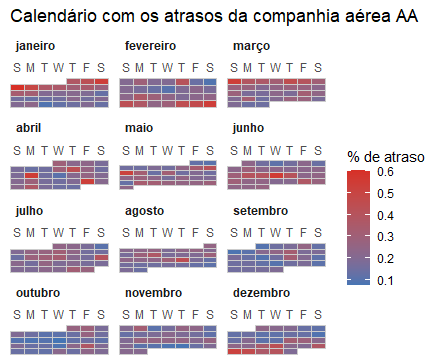 Calendário com os atrasos da companhia aérea AA
janeiro fevereiro março
S M T W T F S S M T W T F S S M T W T F S
abril maio junho
S M T W T F S S M T W T F S S M T W T F S
julho agosto setembro
S M T W T F S S M T W T F S S M T W T F S
outubro novembro dezembro
S M T W T F S S M T W T F S S M T W T F S
% de atraso
0.6
0.5
0.4
0.3
0.2
0.1